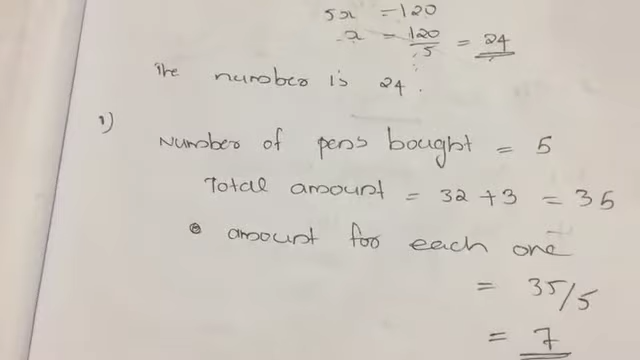 5x = 120
x = 120/5 = 24
The number is 24.
1)
Number of pens bought = 5
Total amount = 32 + 3 = 35
amount for each one
= 35/5
= 7